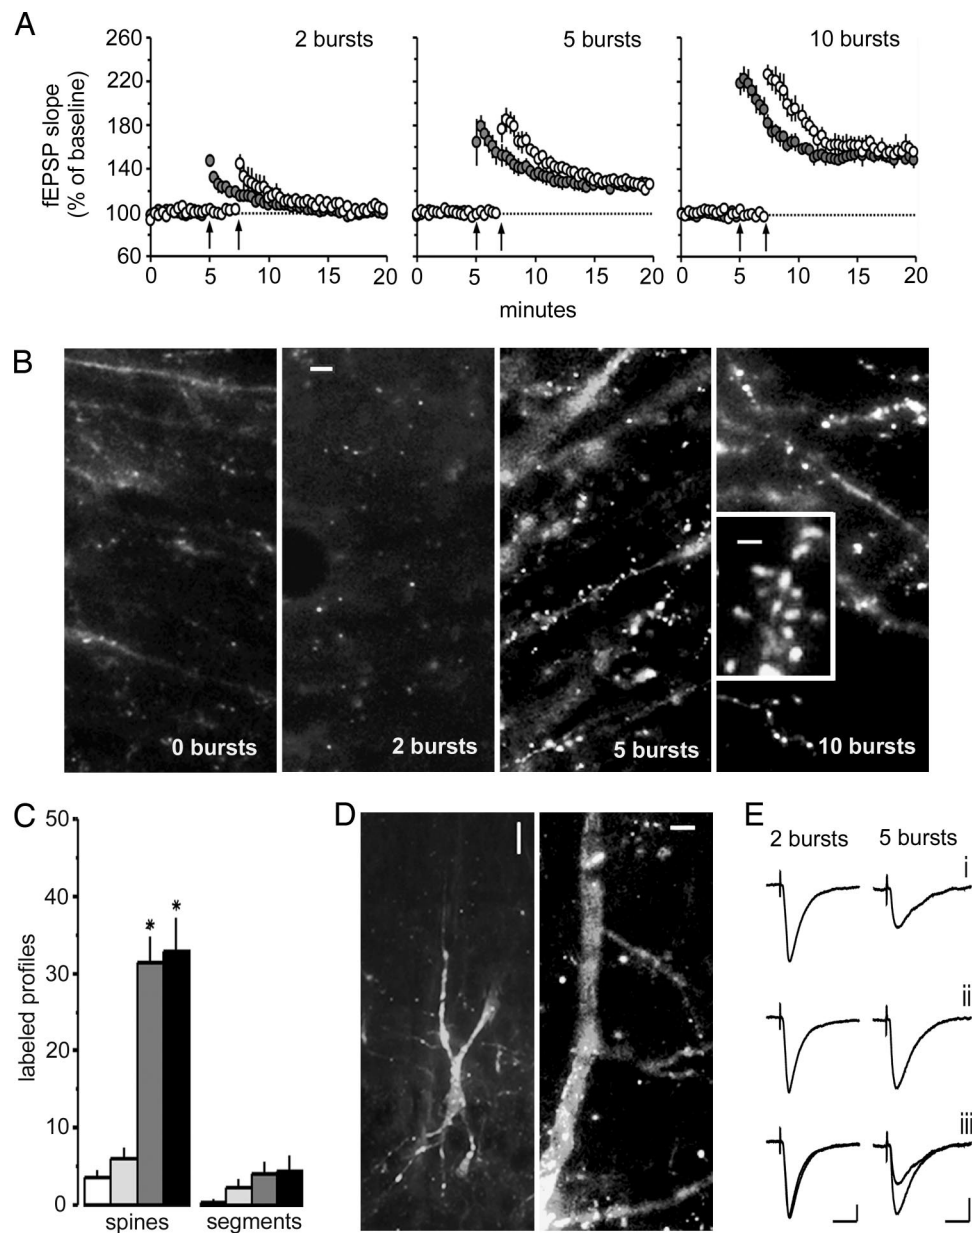 A
2 bursts
5 bursts
10 bursts
fEPSP slope
(% of baseline)
260
220
180
140
100
60
0
5
10
15
20
0
5
10
15
20
0
5
10
15
20
minutes
B
0 bursts
2 bursts
5 bursts
10 bursts
C
labeled profiles
50
40
30
20
10
0
*
*
spines
segments
D
E
2 bursts
5 bursts
i
ii
iii